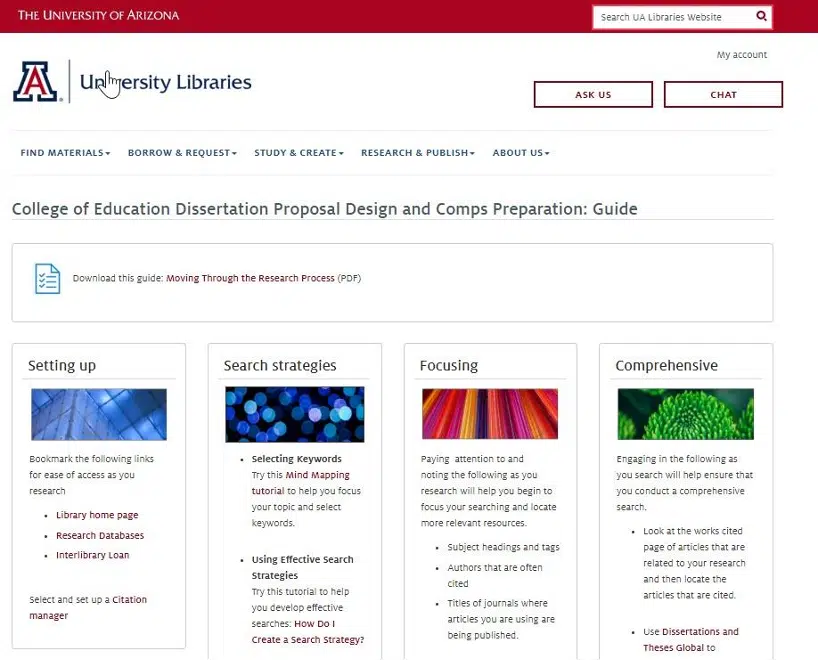 THE UNIVERSITY OF ARIZONA
Search UA Libraries Website
My account
A
University Libraries
ASK US
CHAT
FIND MATERIALS
BORROW & REQUEST
STUDY & CREATE
RESEARCH & PUBLISH
ABOUT US
College of Education Dissertation Proposal Design and Comps Preparation: Guide
Download this guide: Moving Through the Research Process (PDF)
Setting up
Bookmark the following links
for ease of access as you
research
• Library home page
• Research Databases
• Interlibrary Loan
Select and set up a Citation
manager
Search strategies
• Selecting Keywords
Try this Mind Mapping
tutorial to help you focus
your topic and select
keywords.
• Using Effective Search
Strategies
Try this tutorial to help
you develop effective
searches: How Do I
Create a Search Strategy?
Focusing
Paying attention to and
noting the following as you
research will help you begin to
focus your searching and locate
more relevant resources.
• Subject headings and tags
• Authors that are often
cited
• Titles of journals where
articles you are using are
being published.
Comprehensive
Engaging in the following as
you search will help ensure that
you conduct a comprehensive
search.
• Look at the works cited
page of articles that are
related to your research
and then locate the
articles that are cited.
• Use Dissertations and
Theses Global to